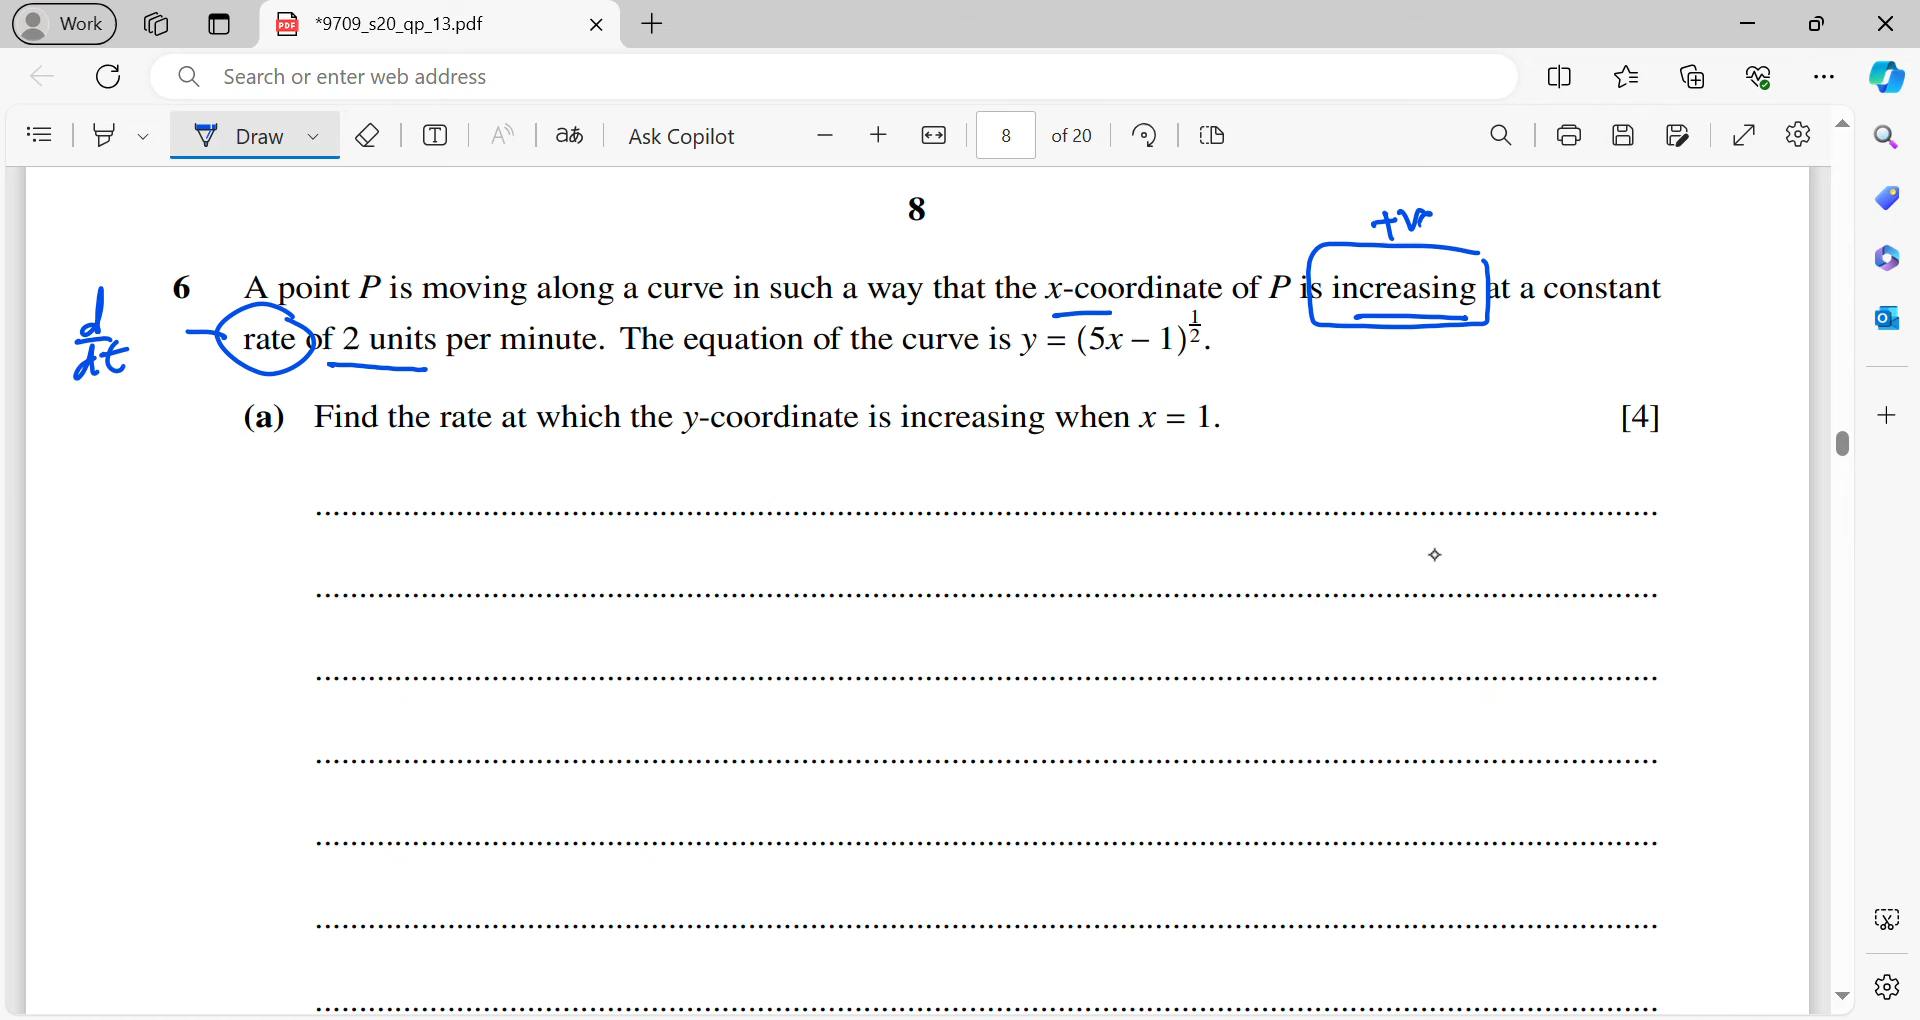 Work
*9709_s20_qp_13.pdf
Search or enter web address
Draw
Ask Copilot
8
of 20
8
+ve
6 A point P is moving along a curve in such a way that the x-coordinate of P is increasing at a constant
d/dt
rate of 2 units per minute. The equation of the curve is y = (5x – 1)^{1/2}.
(a) Find the rate at which the y-coordinate is increasing when x = 1. [4]